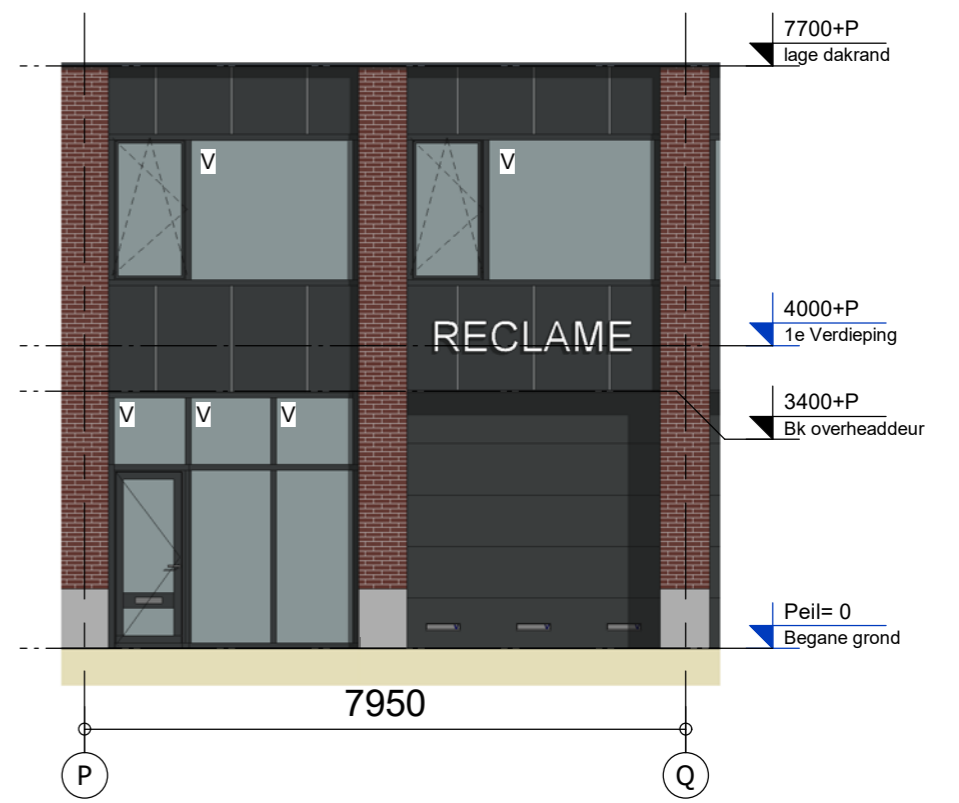 7700+P
lage dakrand
V
V
4000+P
1e Verdieping
RECLAME
3400+P
Bk overheaddeur
V
V
V
Peil= 0
Begane grond
7950
P
Q